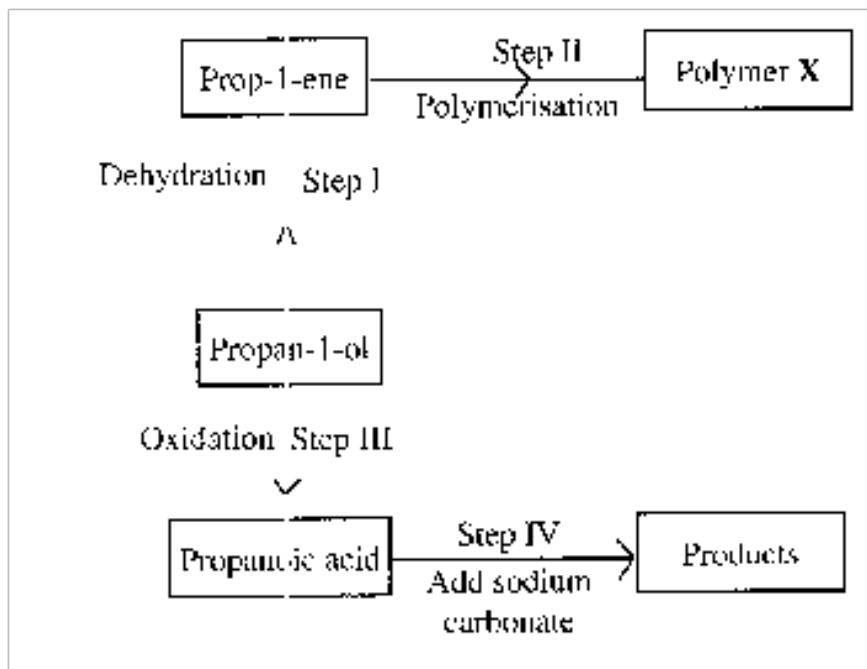 Prop-1-ene
Step II
Polymerisation
Polymer X
Dehydration Step I
Propan-1-ol
Oxidation Step III
Propanoic acid
Step IV
Add sodium
carbonate
Products